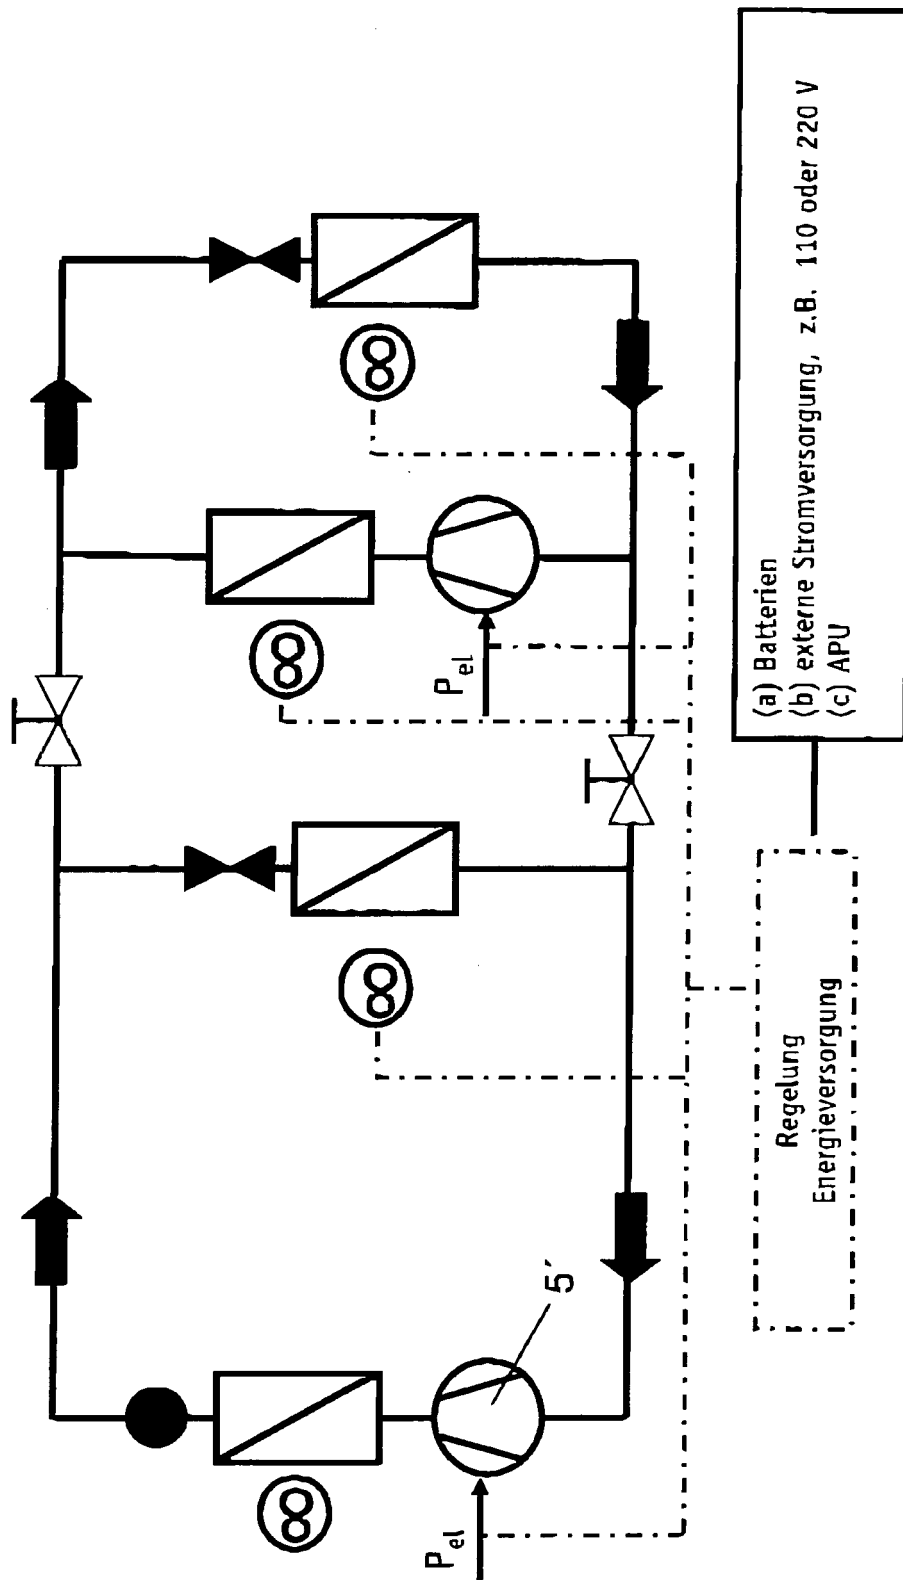 P_el
5´
P_el
Regelung
Energieversorgung
(a) Batterien
(b) externe Stromversorgung, z.B. 110 oder 220 V
(c) APU